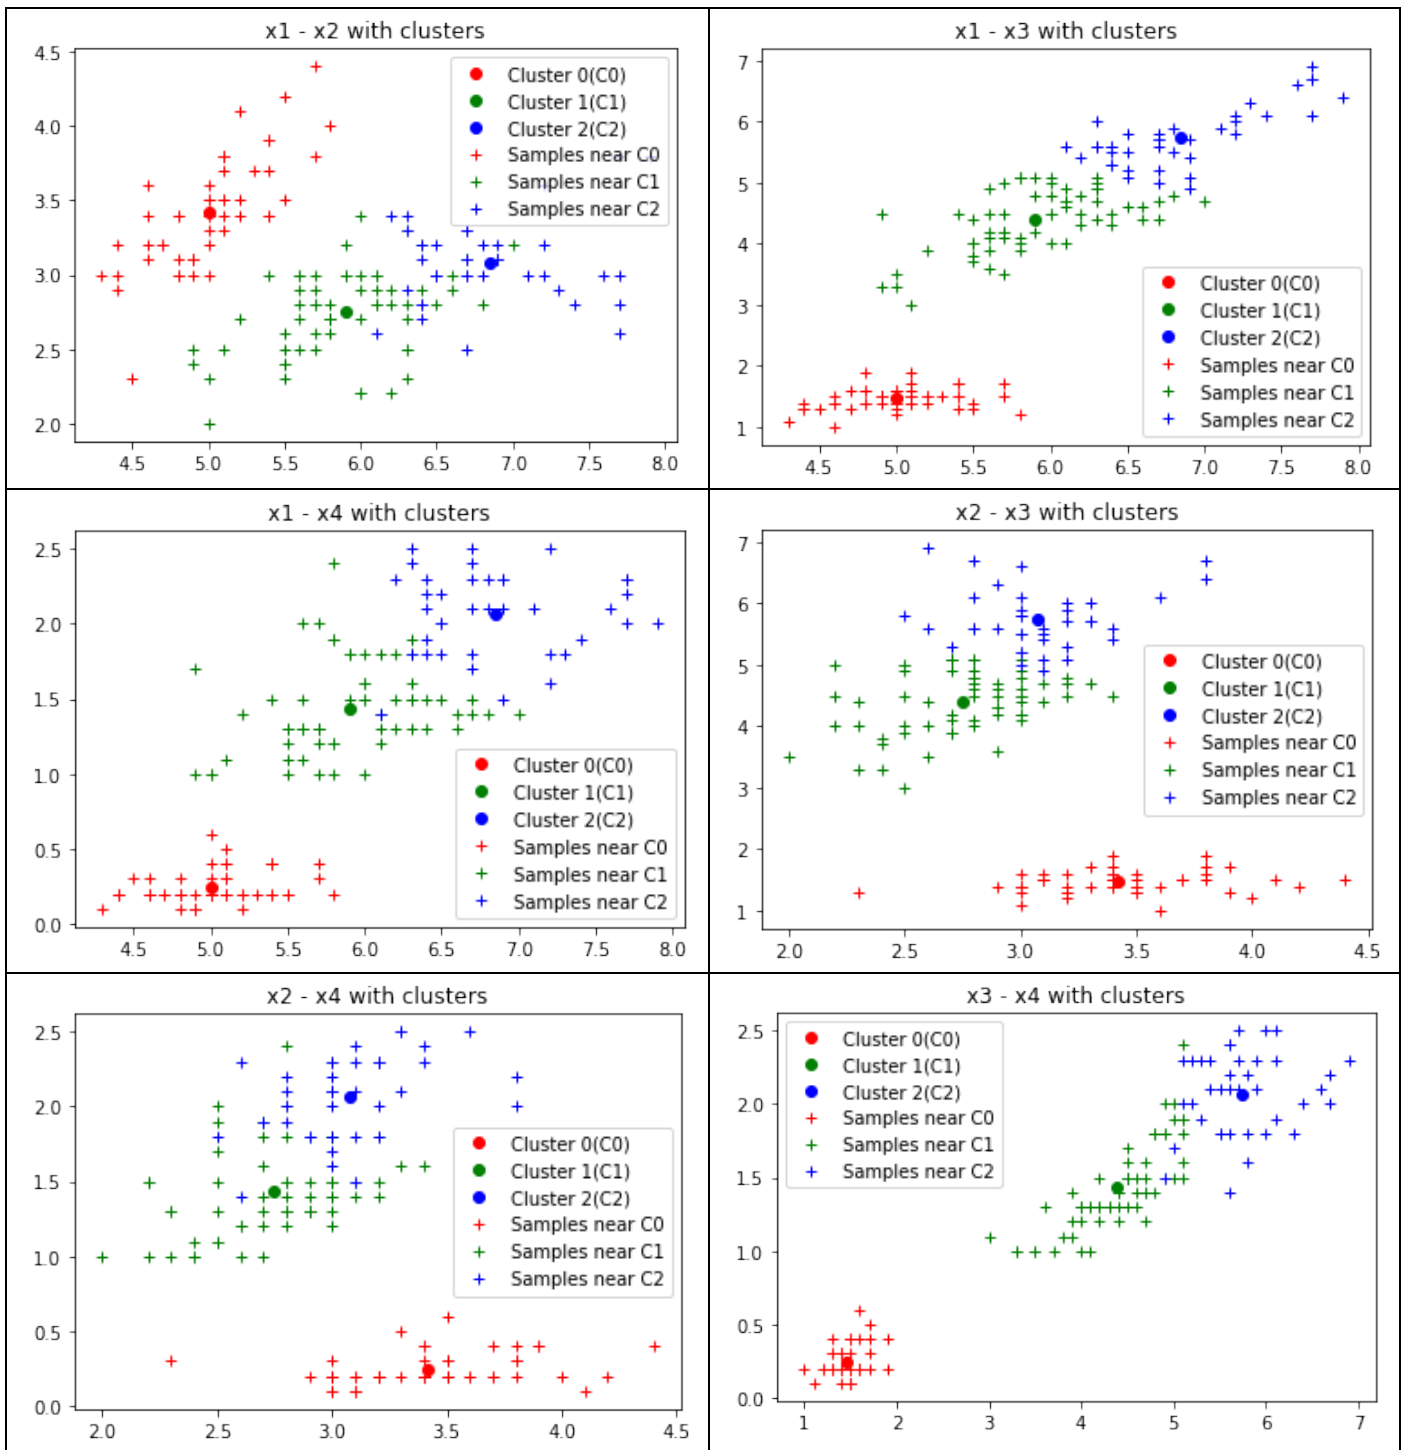 x1 - x2 with clusters
4.5
4.0
3.5
3.0
2.5
2.0
4.5 5.0 5.5 6.0 6.5 7.0 7.5 8.0
Cluster 0(C0)
Cluster 1(C1)
Cluster 2(C2)
Samples near C0
Samples near C1
Samples near C2
x1 - x3 with clusters
7
6
5
4
3
2
1
4.5 5.0 5.5 6.0 6.5 7.0 7.5 8.0
Cluster 0(C0)
Cluster 1(C1)
Cluster 2(C2)
Samples near C0
Samples near C1
Samples near C2
x1 - x4 with clusters
2.5
2.0
1.5
1.0
0.5
0.0
4.5 5.0 5.5 6.0 6.5 7.0 7.5 8.0
Cluster 0(C0)
Cluster 1(C1)
Cluster 2(C2)
Samples near C0
Samples near C1
Samples near C2
x2 - x3 with clusters
7
6
5
4
3
2
1
2.0 2.5 3.0 3.5 4.0 4.5
Cluster 0(C0)
Cluster 1(C1)
Cluster 2(C2)
Samples near C0
Samples near C1
Samples near C2
x2 - x4 with clusters
2.5
2.0
1.5
1.0
0.5
0.0
2.0 2.5 3.0 3.5 4.0 4.5
Cluster 0(C0)
Cluster 1(C1)
Cluster 2(C2)
Samples near C0
Samples near C1
Samples near C2
x3 - x4 with clusters
2.5
2.0
1.5
1.0
0.5
0.0
1 2 3 4 5 6 7
Cluster 0(C0)
Cluster 1(C1)
Cluster 2(C2)
Samples near C0
Samples near C1
Samples near C2